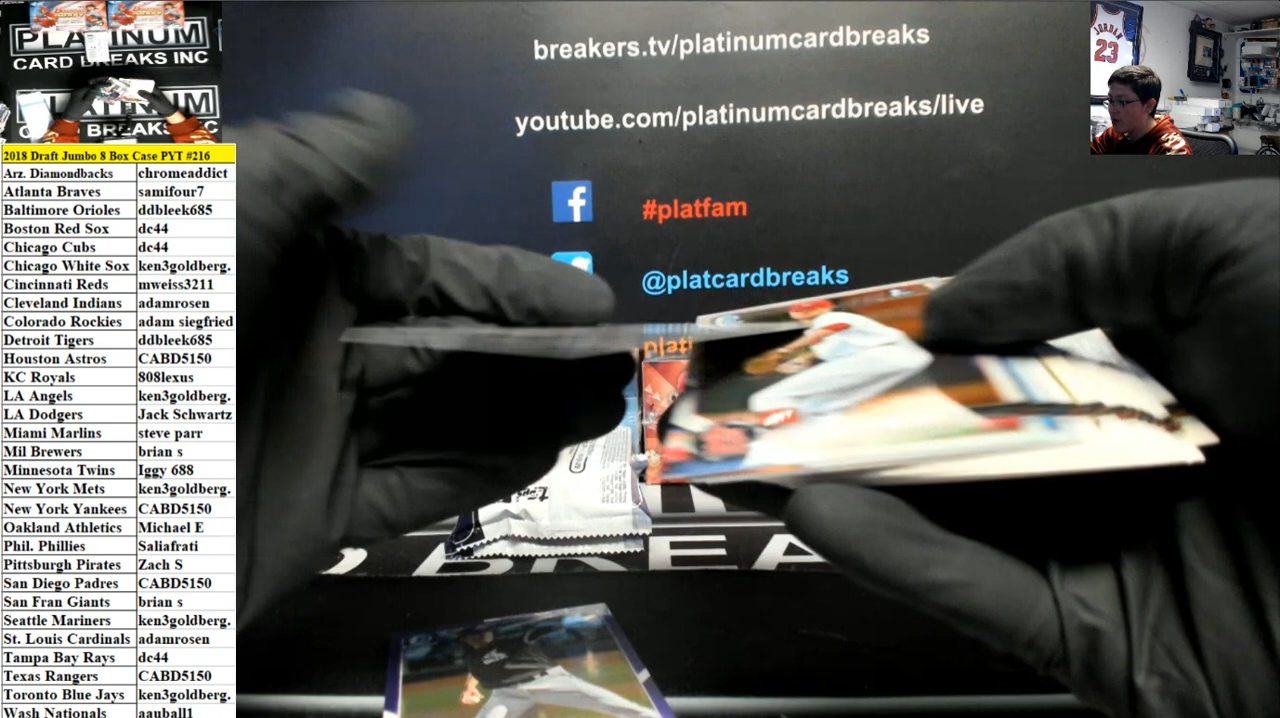 PLATINUM
CARD BREAKS INC
2018 Draft Jumbo 8 Box Case PYT #216
Arz. Diamondbacks chromeaddict
Atlanta Braves samifour7
Baltimore Orioles ddbleek685
Boston Red Sox dc44
Chicago Cubs dc44
Chicago White Sox ken3goldberg.
Cincinnati Reds mweiss3211
Cleveland Indians adamrosen
Colorado Rockies adam siegfried
Detroit Tigers ddbleek685
Houston Astros CABD5150
KC Royals 808lexus
LA Angels ken3goldberg.
LA Dodgers Jack Schwartz
Miami Marlins steve parr
Mil Brewers brian s
Minnesota Twins Iggy 688
New York Mets ken3goldberg.
New York Yankees CABD5150
Oakland Athletics Michael E
Phil. Phillies Saliafrati
Pittsburgh Pirates Zach S
San Diego Padres CABD5150
San Fran Giants brian s
Seattle Mariners ken3goldberg.
St. Louis Cardinals adamrosen
Tampa Bay Rays dc44
Texas Rangers CABD5150
Toronto Blue Jays ken3goldberg.
Wash Nationals aauball1
breakers.tv/platinumcardbreaks
youtube.com/platinumcardbreaks/live
#platfam
@platcardbreaks
plati
BREA
JORDAN
23